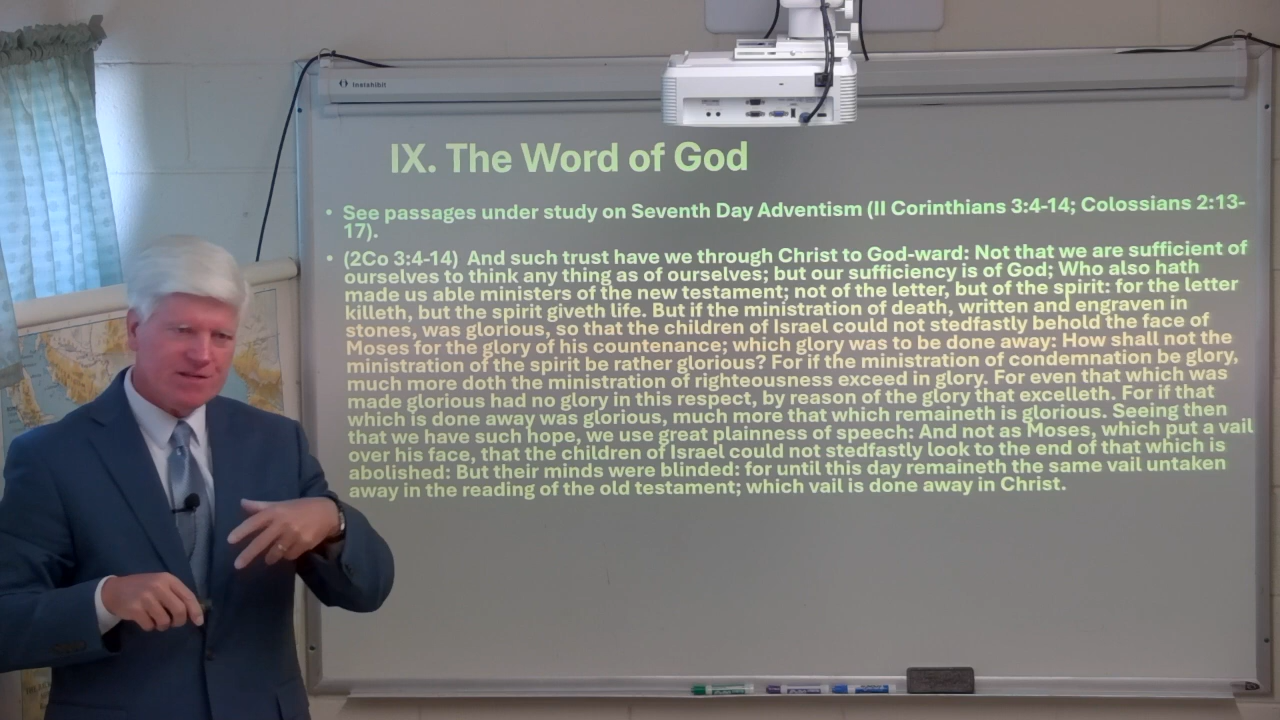 Instahibit
IX. The Word of God
• See passages under study on Seventh Day Adventism (II Corinthians 3:4-14; Colossians 2:13-
17).
• (2Co 3:4-14) And such trust have we through Christ to God-ward: Not that we are sufficient of
ourselves to think any thing as of ourselves; but our sufficiency is of God; Who also hath
made us able ministers of the new testament; not of the letter, but of the spirit: for the letter
killeth, but the spirit giveth life. But if the ministration of death, written and engraven in
stones, was glorious, so that the children of Israel could not stedfastly behold the face of
Moses for the glory of his countenance; which glory was to be done away: How shall not the
ministration of the spirit be rather glorious? For if the ministration of condemnation be glory,
much more doth the ministration of righteousness exceed in glory. For even that which was
made glorious had no glory in this respect, by reason of the glory that excelleth. For if that
which is done away was glorious, much more that which remaineth is glorious. Seeing then
that we have such hope, we use great plainness of speech: And not as Moses, which put a vail
over his face, that the children of Israel could not stedfastly look to the end of that which is
abolished: But their minds were blinded: for until this day remaineth the same vail untaken
away in the reading of the old testament; which vail is done away in Christ.